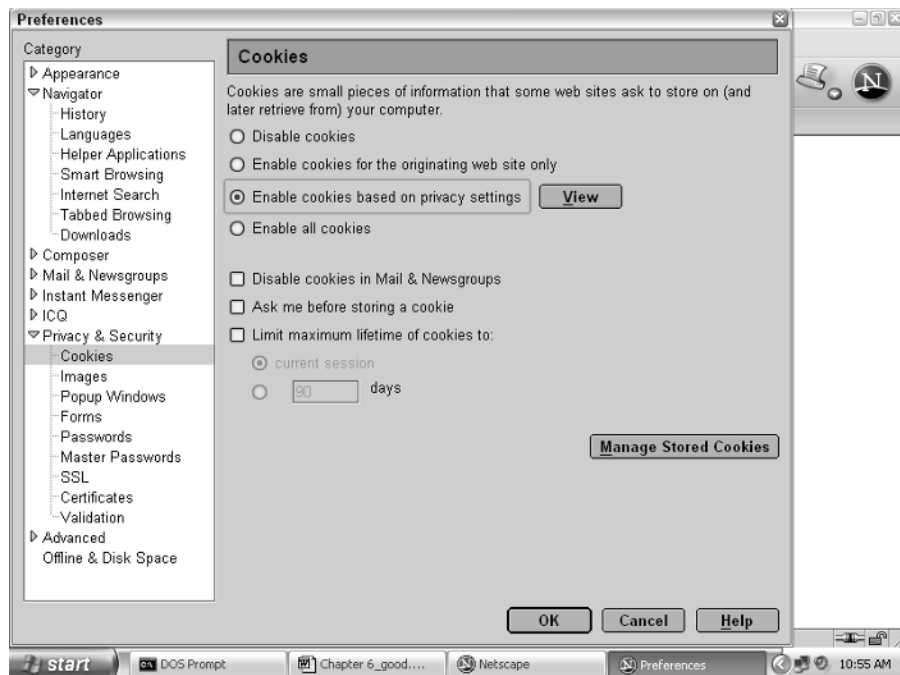 Preferences
Category
Appearance
Navigator
History
Languages
Helper Applications
Smart Browsing
Internet Search
Tabbed Browsing
Downloads
Composer
Mail & Newsgroups
Instant Messenger
ICQ
Privacy & Security
Cookies
Images
Popup Windows
Forms
Passwords
Master Passwords
SSL
Certificates
Validation
Advanced
Offline & Disk Space
Cookies
Cookies are small pieces of information that some web sites ask to store on (and
later retrieve from) your computer.
Disable cookies
Enable cookies for the originating web site only
Enable cookies based on privacy settings View
Enable all cookies
Disable cookies in Mail & Newsgroups
Ask me before storing a cookie
Limit maximum lifetime of cookies to:
current session
90 days
Manage Stored Cookies
OK Cancel Help
N
start DOS Prompt Chapter 6_good.... Netscape Preferences 10:55 AM